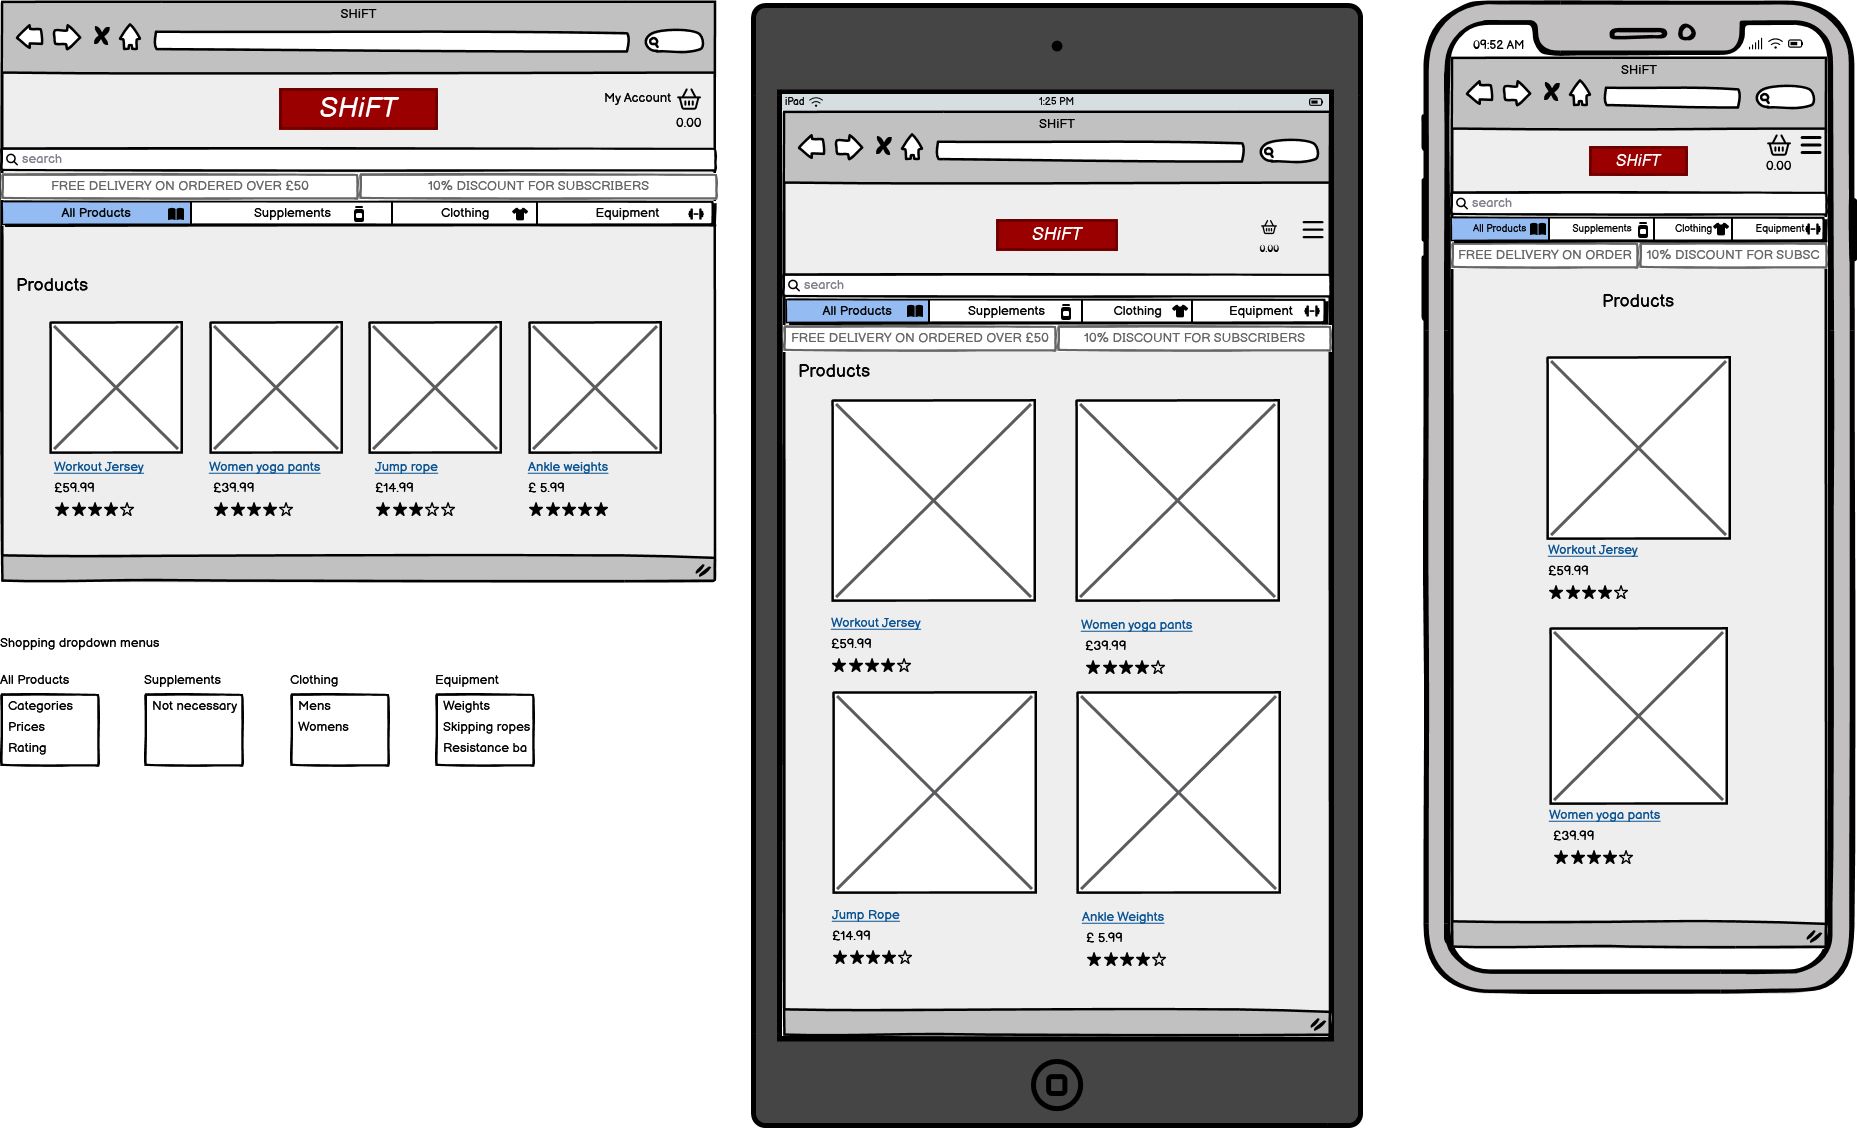 SHiFT
SHiFT
My Account
0.00
search
FREE DELIVERY ON ORDERED OVER £50
10% DISCOUNT FOR SUBSCRIBERS
All Products
Supplements
Clothing
Equipment
Products
Workout Jersey
Women yoga pants
Jump rope
Ankle weights
£59.99
£39.99
£14.99
£ 5.99
Shopping dropdown menus
All Products
Categories
Prices
Rating
Supplements
Not necessary
Clothing
Mens
Womens
Equipment
Weights
Skipping ropes
Resistance ba
iPad
1:25 PM
SHiFT
SHiFT
0.00
search
All Products
Supplements
Clothing
Equipment
FREE DELIVERY ON ORDERED OVER £50
10% DISCOUNT FOR SUBSCRIBERS
Products
Workout Jersey
£59.99
Women yoga pants
£39.99
Jump Rope
£14.99
Ankle Weights
£ 5.99
09:52 AM
SHiFT
SHiFT
0.00
search
All Products
Supplements
Clothing
Equipment
FREE DELIVERY ON ORDER
10% DISCOUNT FOR SUBSC
Products
Workout Jersey
£59.99
Women yoga pants
£39.99